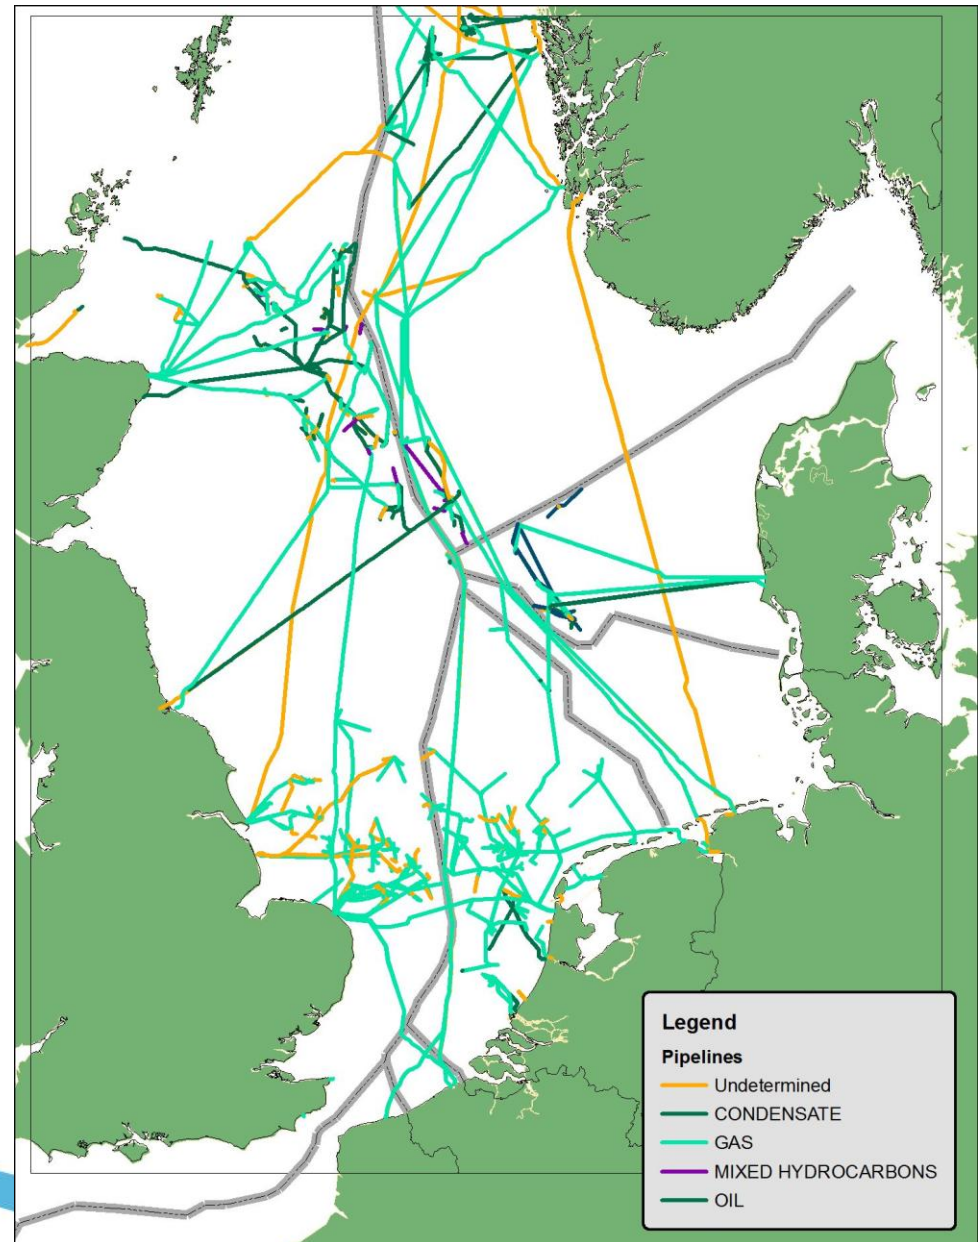 Legend
Pipelines
Undetermined
CONDENSATE
GAS
MIXED HYDROCARBONS
OIL